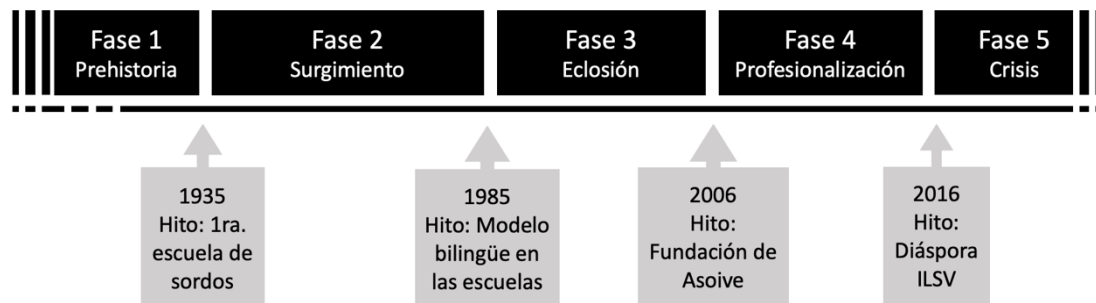 Fase 1
Prehistoria
Fase 2
Surgimiento
Fase 3
Eclosión
Fase 4
Profesionalización
Fase 5
Crisis
1935
Hito: 1ra.
escuela de
sordos
1985
Hito: Modelo
bilingüe en
las escuelas
2006
Hito:
Fundación de
Asoive
2016
Hito:
Diáspora
ILSV